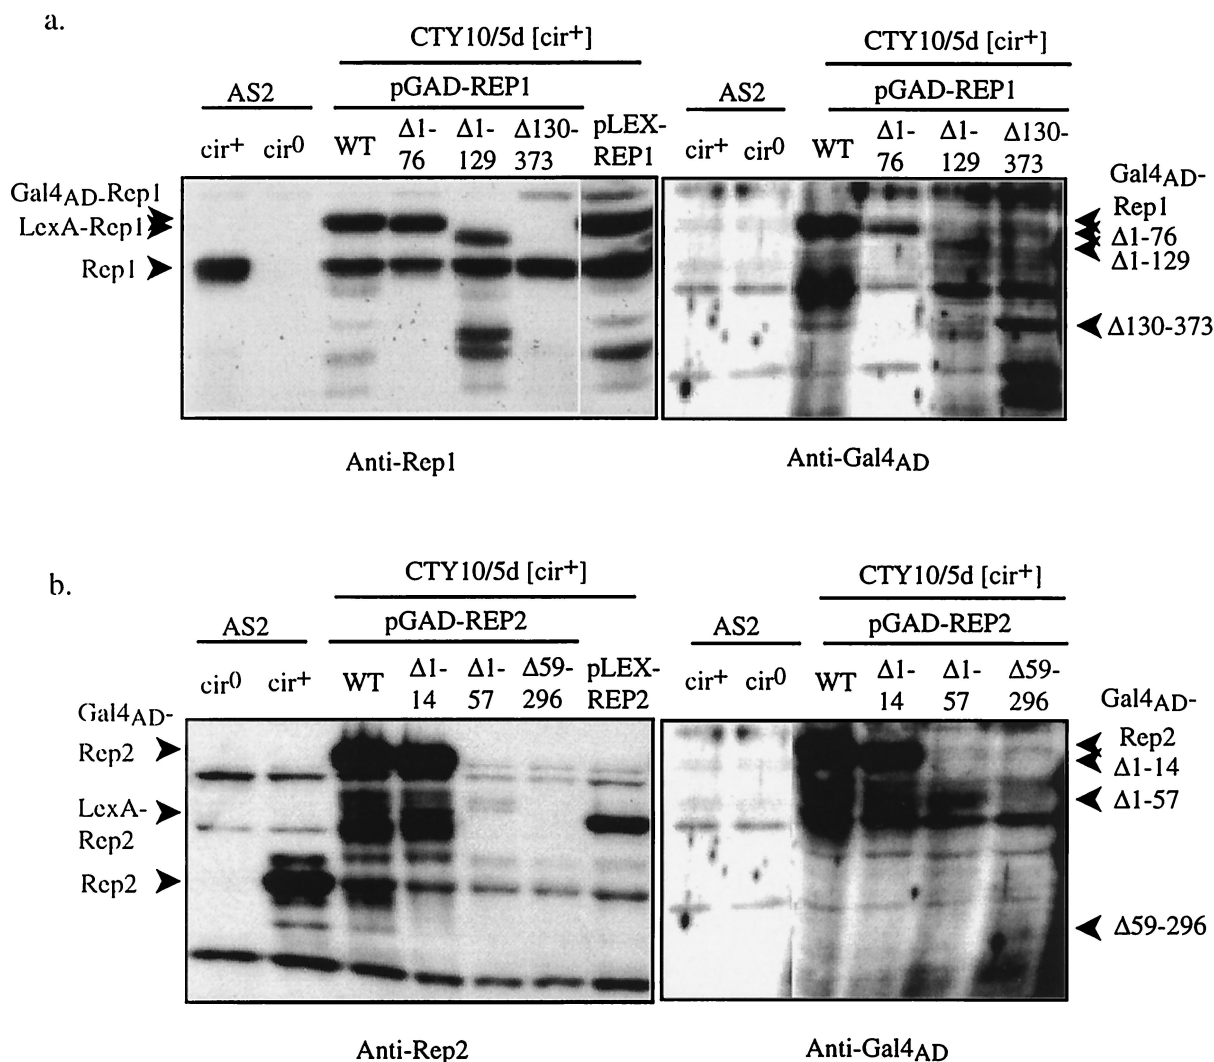 a.
CTY10/5d [cir+]
CTY10/5d [cir+]
AS2
pGAD-REP1
AS2
pGAD-REP1
cir+ cir0 WT Δ1-76 Δ1-129 Δ130-373 pLEX-REP1
cir+ cir0 WT Δ1-76 Δ1-129 Δ130-373
Gal4AD-Rep1
LexA-Rep1
Rep1
Gal4AD-
Rep1
Δ1-76
Δ1-129
Δ130-373
Anti-Rep1
Anti-Gal4AD
b.
CTY10/5d [cir+]
CTY10/5d [cir+]
AS2
pGAD-REP2
AS2
pGAD-REP2
cir0 cir+ WT Δ1-14 Δ1-57 Δ59-296 pLEX-REP2
cir+ cir0 WT Δ1-14 Δ1-57 Δ59-296
Gal4AD-
Rep2
LexA-
Rep2
Rep2
Gal4AD-
Rep2
Δ1-14
Δ1-57
Δ59-296
Anti-Rep2
Anti-Gal4AD